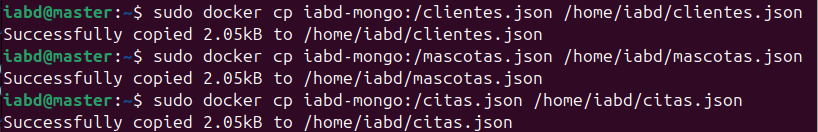 iabd@master:~$ sudo docker cp iabd-mongo:/clientes.json /home/iabd/clientes.json
Successfully copied 2.05kB to /home/iabd/clientes.json
iabd@master:~$ sudo docker cp iabd-mongo:/mascotas.json /home/iabd/mascotas.json
Successfully copied 2.05kB to /home/iabd/mascotas.json
iabd@master:~$ sudo docker cp iabd-mongo:/citas.json /home/iabd/citas.json
Successfully copied 2.05kB to /home/iabd/citas.json